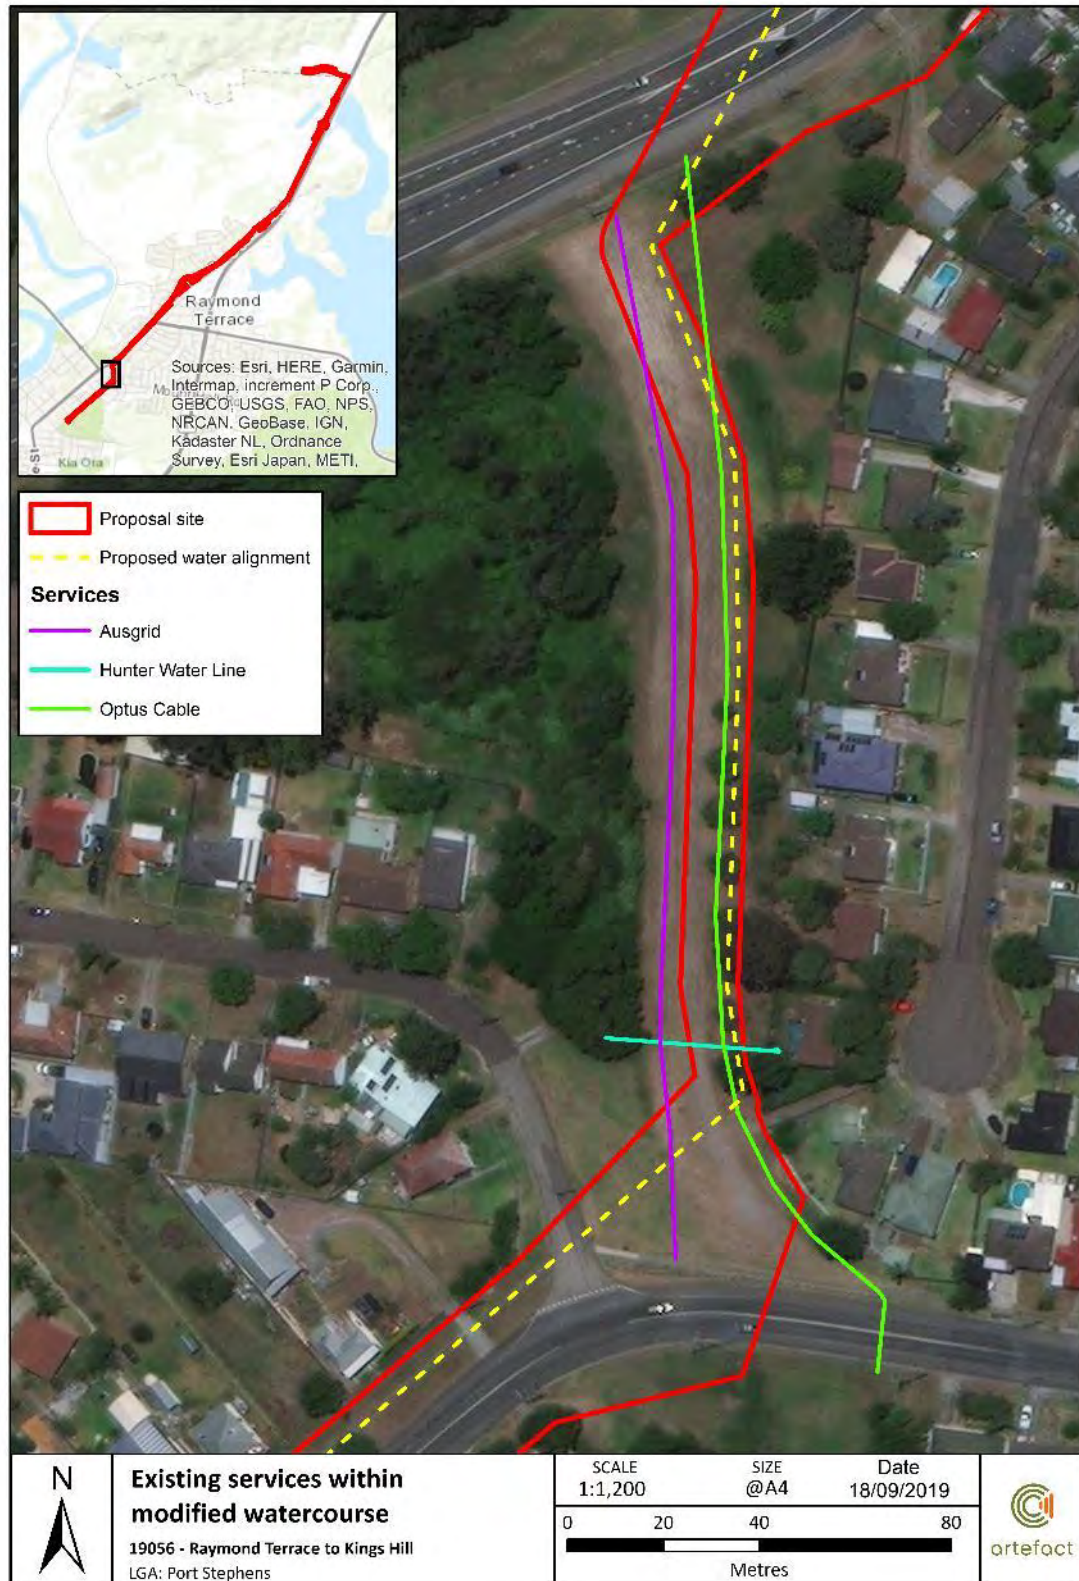 Raymond
Terrace
Sources: Esri, HERE, Garmin,
Intermap, increment P Corp.,
GEBCO, USGS, FAO, NPS,
NRCAN, GeoBase, IGN,
Kadaster NL, Ordnance
Survey, Esri Japan, METI,
Kia Ora
e St
Proposal site
Proposed water alignment
Services
Ausgrid
Hunter Water Line
Optus Cable
N
Existing services within
modified watercourse
19056 - Raymond Terrace to Kings Hill
LGA: Port Stephens
SCALE
1:1,200
SIZE
@A4
Date
18/09/2019
0 20 40 80
Metres
artefact